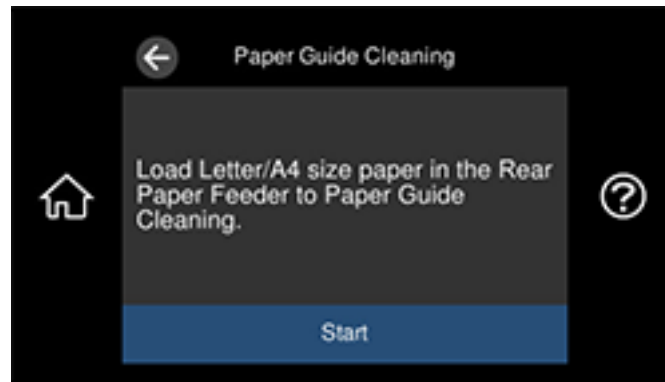 Paper Guide Cleaning
Load Letter/A4 size paper in the Rear
Paper Feeder to Paper Guide
Cleaning.
Start